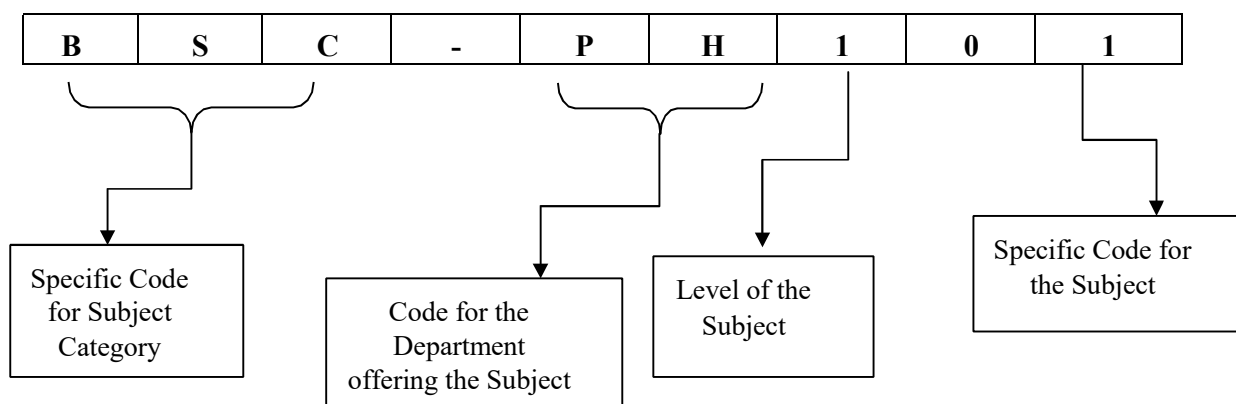 B S C - P H 1 0 1
Specific Code
for Subject
Category
Code for the
Department
offering the Subject
Level of the
Subject
Specific Code for
the Subject